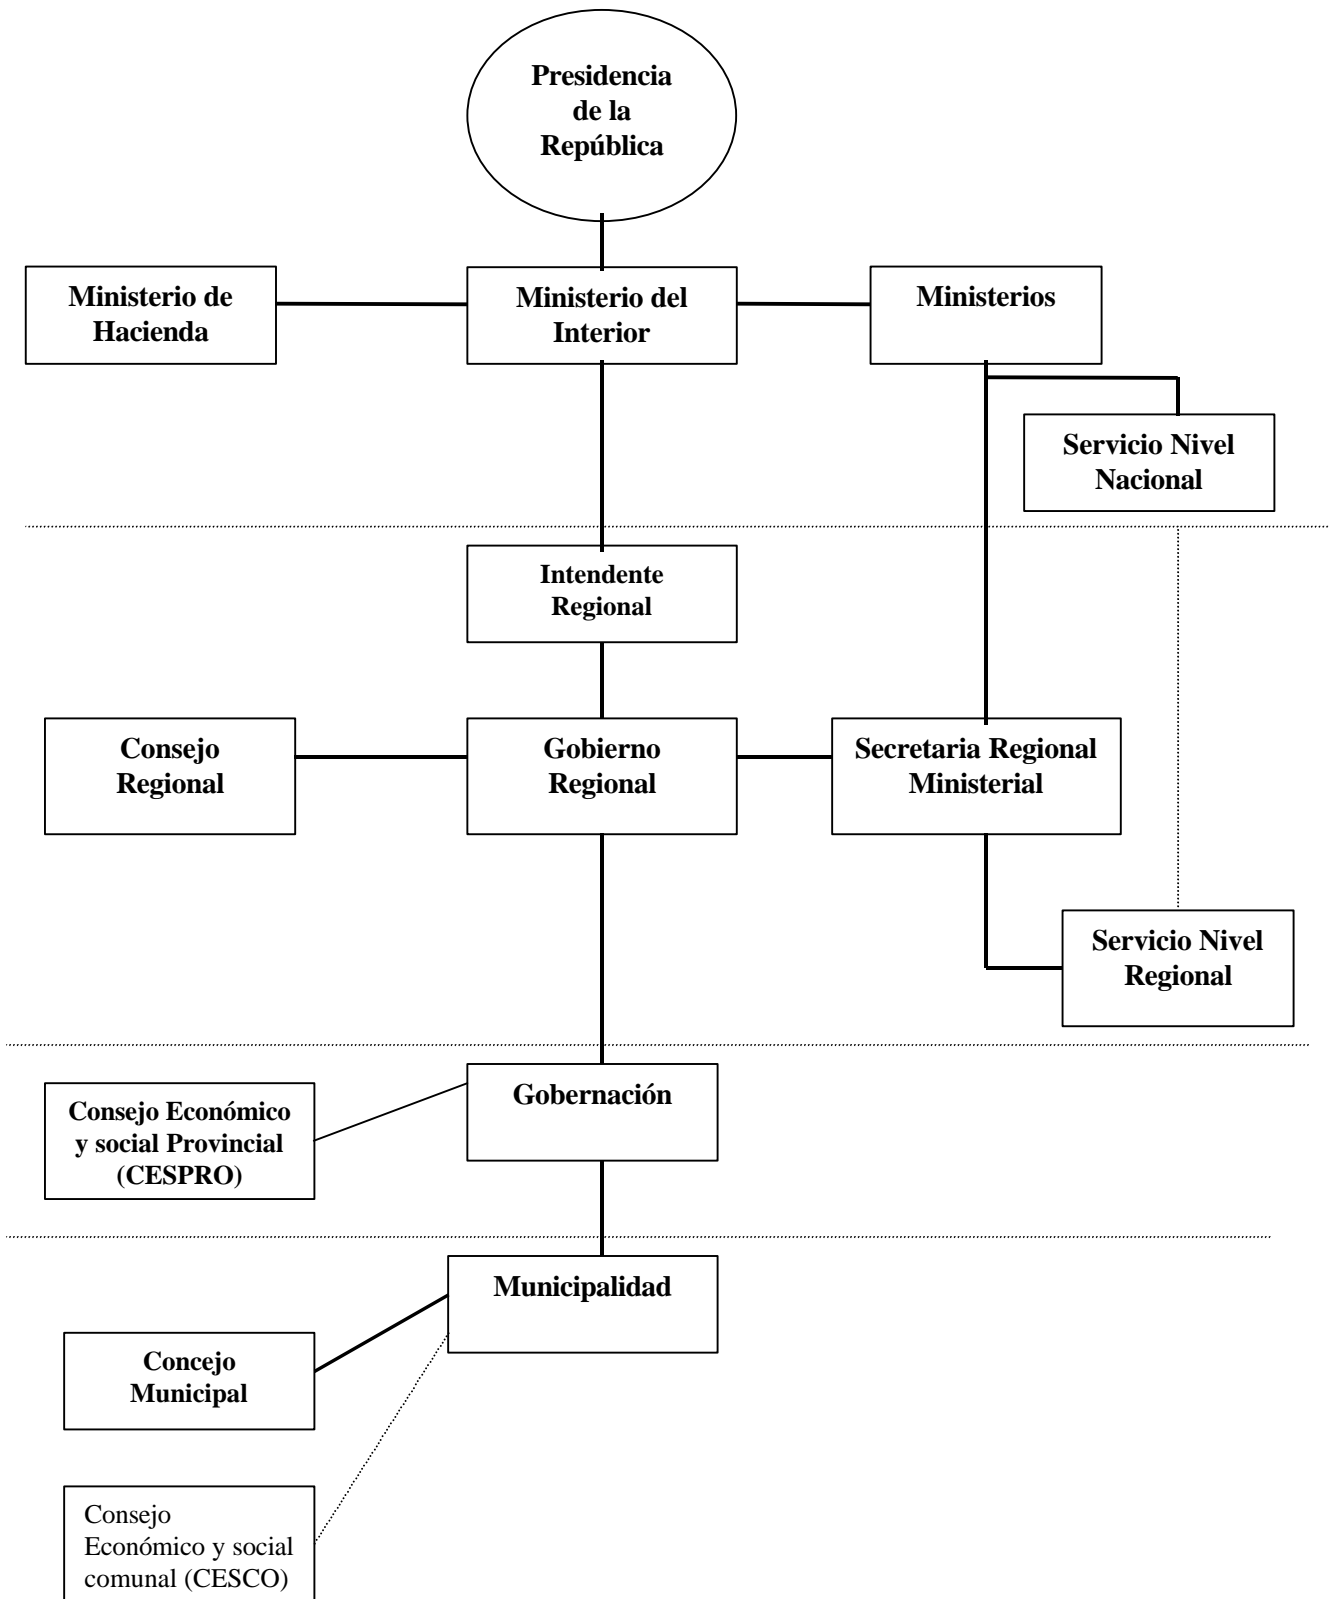 Presidencia
de la
República
Ministerio de
Hacienda
Ministerio del
Interior
Ministerios
Servicio Nivel
Nacional
Intendente
Regional
Consejo
Regional
Gobierno
Regional
Secretaria Regional
Ministerial
Servicio Nivel
Regional
Gobernación
Consejo Económico
y social Provincial
(CESPRO)
Municipalidad
Concejo
Municipal
Consejo
Económico y social
comunal (CESCO)